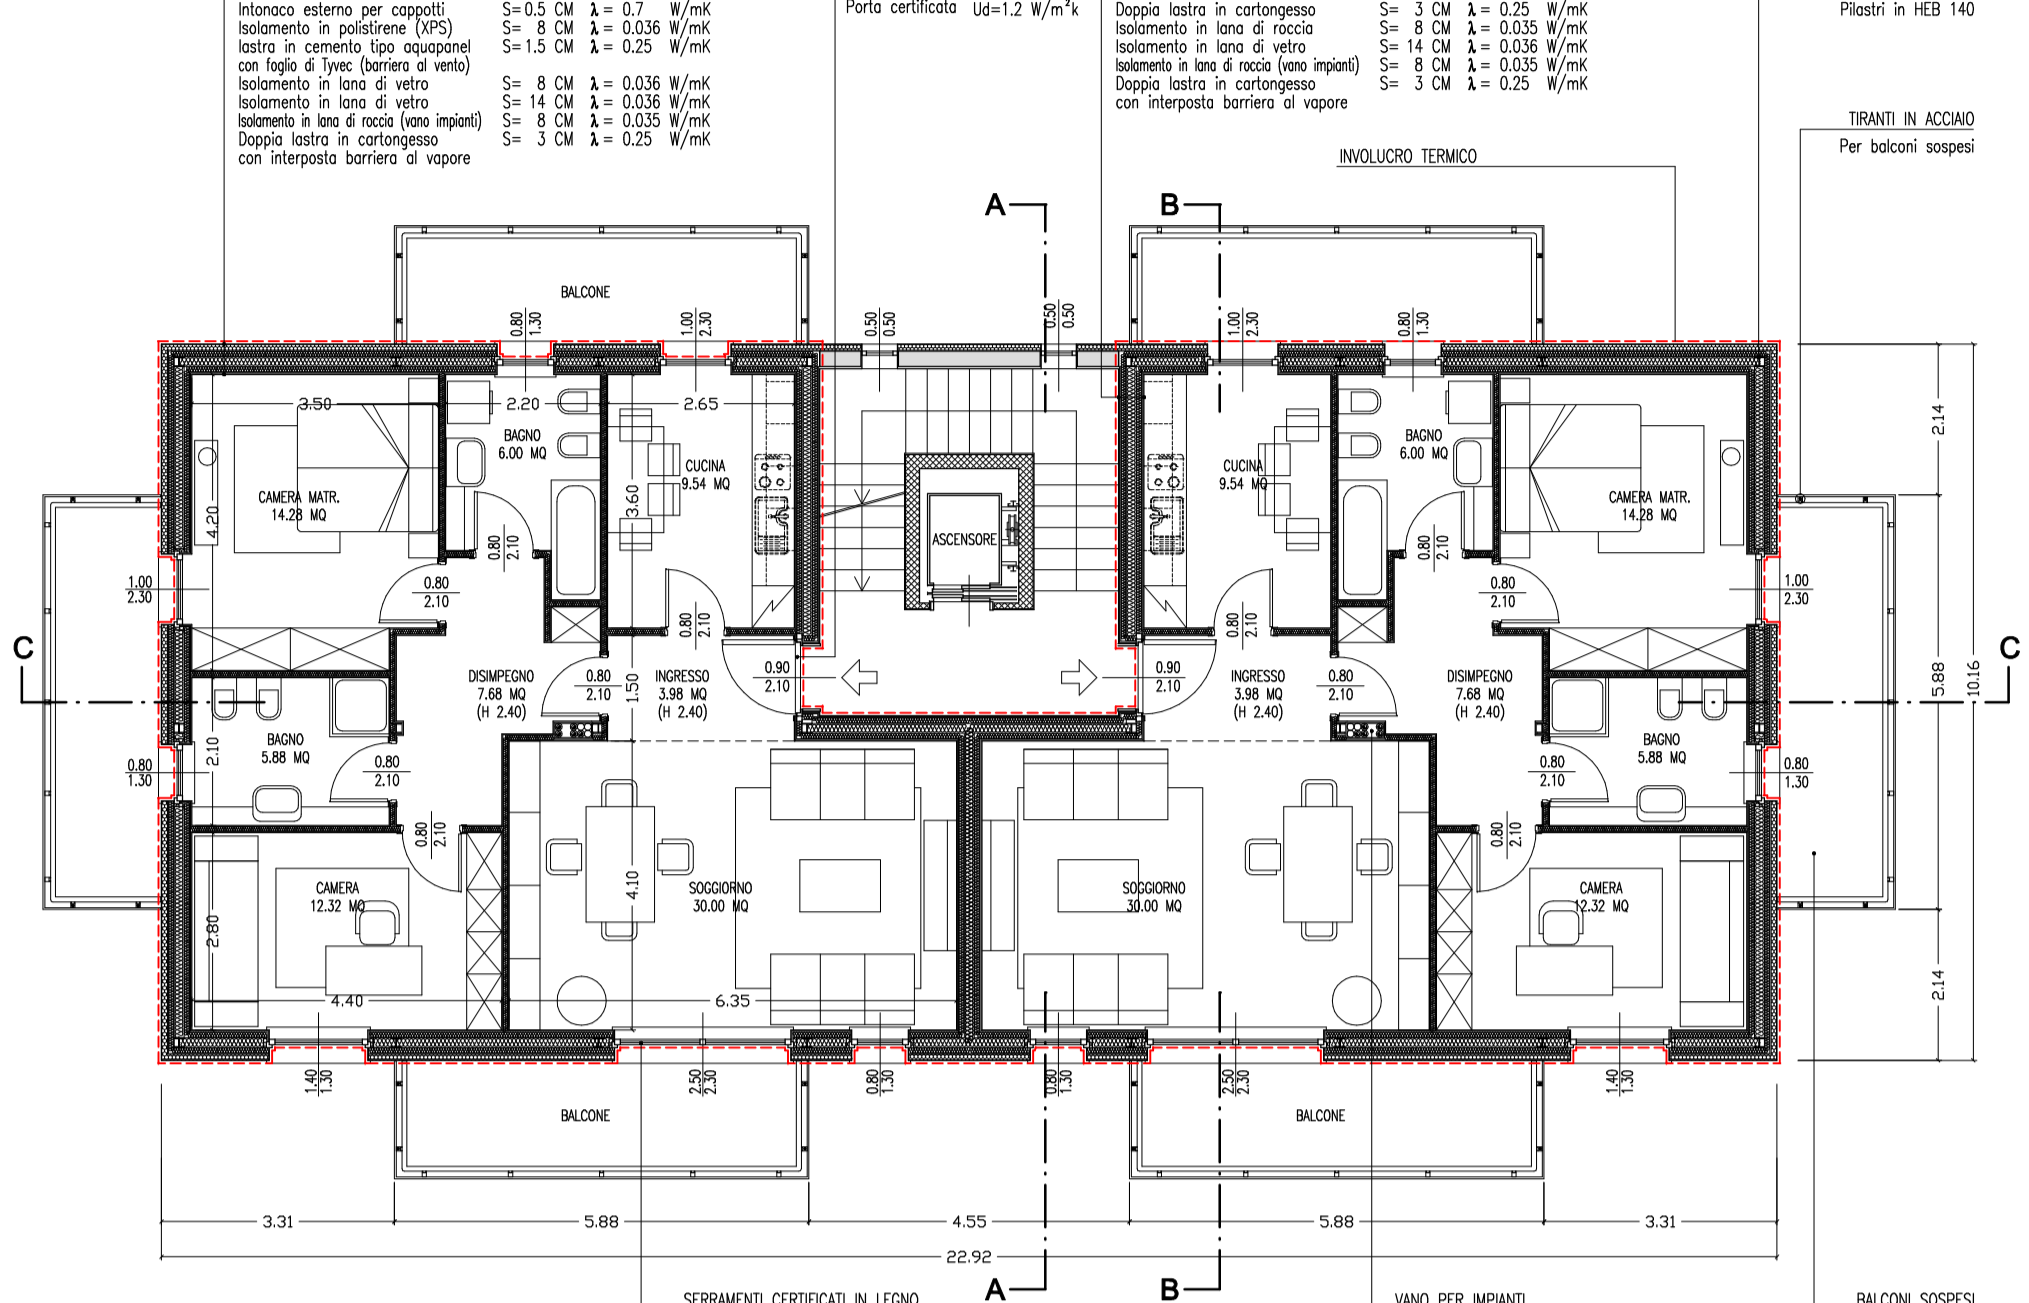 Intonaco esterno per cappotti S=0.5 CM λ = 0.7 W/mK
Isolamento in polistirene (XPS) S= 8 CM λ = 0.036 W/mK
lastra in cemento tipo aquapanel S=1.5 CM λ = 0.25 W/mK
con foglio di Tyvec (barriera al vento)
Isolamento in lana di vetro S= 8 CM λ = 0.036 W/mK
Isolamento in lana di vetro S= 14 CM λ = 0.036 W/mK
Isolamento in lana di roccia (vano impianti) S= 8 CM λ = 0.035 W/mK
Doppia lastra in cartongesso S= 3 CM λ = 0.25 W/mK
con interposta barriera al vapore
Porta certificata Ud=1.2 W/m²k
Doppia lastra in cartongesso S= 3 CM λ = 0.25 W/mK
Isolamento in lana di roccia S= 8 CM λ = 0.035 W/mK
Isolamento in lana di vetro S= 14 CM λ = 0.036 W/mK
Isolamento in lana di roccia (vano impianti) S= 8 CM λ = 0.035 W/mK
Doppia lastra in cartongesso S= 3 CM λ = 0.25 W/mK
con interposta barriera al vapore
Pilastri in HEB 140
TIRANTI IN ACCIAIO
Per balconi sospesi
INVOLUCRO TERMICO
A
B
BALCONE
0.80
1.30
1.00
2.30
0.50
0.50
0.50
0.50
1.00
2.30
0.80
1.30
3.50
2.20
2.65
BAGNO
6.00 MQ
CUCINA
9.54 MQ
3.60
CAMERA MATR.
14.28 MQ
4.20
0.80
2.10
ASCENSORE
CUCINA
9.54 MQ
BAGNO
6.00 MQ
0.80
2.10
CAMERA MATR.
14.28 MQ
2.14
1.00
2.30
0.80
2.10
0.80
2.10
0.80
2.10
0.80
2.10
1.00
2.30
C
DISIMPEGNO
7.68 MQ
(H 2.40)
0.80
2.10
1.50
INGRESSO
3.98 MQ
(H 2.40)
0.90
2.10
0.90
2.10
INGRESSO
3.98 MQ
(H 2.40)
0.80
2.10
DISIMPEGNO
7.68 MQ
(H 2.40)
5.88
10.16
C
BAGNO
5.88 MQ
2.10
0.80
1.30
0.80
2.10
0.80
2.10
BAGNO
5.88 MQ
0.80
1.30
0.80
2.10
0.80
2.10
CAMERA
12.32 MQ
2.80
4.10
SOGGIORNO
30.00 MQ
SOGGIORNO
30.00 MQ
CAMERA
12.32 MQ
2.14
4.40
6.35
1.40
1.30
2.50
2.30
0.80
1.30
0.80
1.30
2.50
2.30
1.40
1.30
BALCONE
BALCONE
3.31
5.88
4.55
5.88
3.31
22.92
A
B
SERRAMENTI CERTIFICATI IN LEGNO
VANO PER IMPIANTI
BALCONI SOSPESI